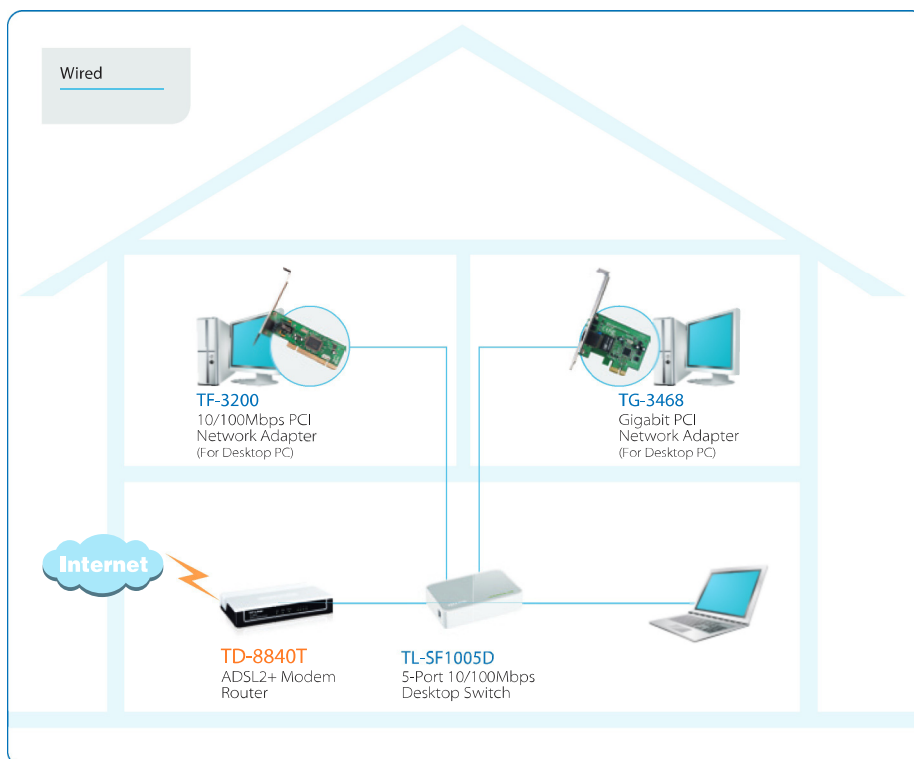 Wired
TF-3200
10/100Mbps PCI
Network Adapter
(For Desktop PC)
TG-3468
Gigabit PCI
Network Adapter
(For Desktop PC)
Internet
TD-8840T
ADSL2+ Modem
Router
TL-SF1005D
5-Port 10/100Mbps
Desktop Switch